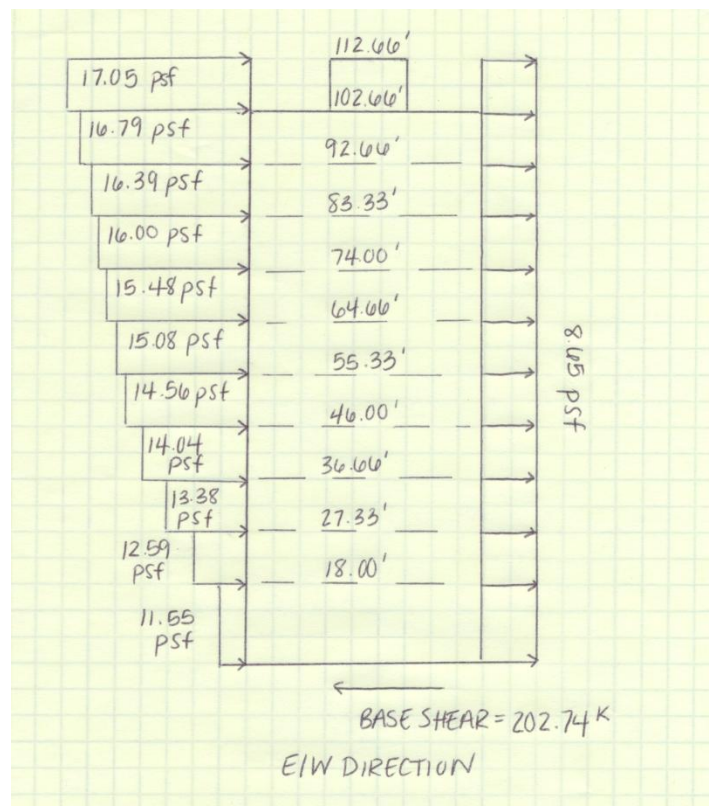 112.66'
17.05 psf
102.66'
16.79 psf
92.66'
16.39 psf
83.33'
16.00 psf
74.00'
15.48 psf
64.66'
15.08 psf
55.33'
8.65 psf
14.56 psf
46.00'
14.04
psf
36.66'
13.38
psf
27.33'
12.59
psf
18.00'
11.55
psf
BASE SHEAR = 202.74 K
E/W DIRECTION